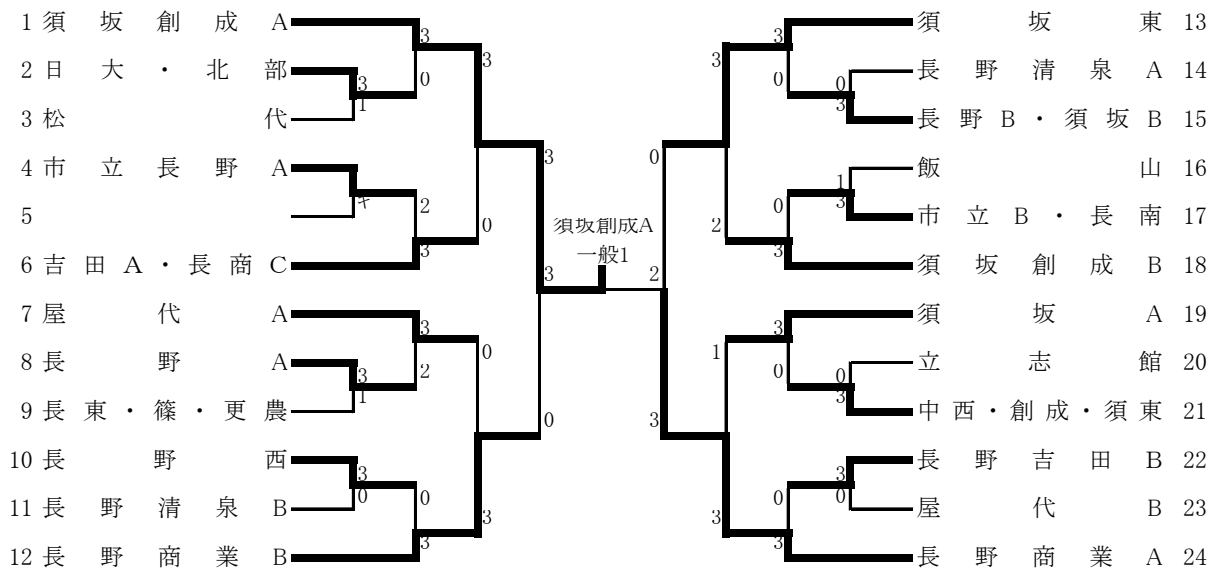 1 須坂創成A
2 日大・北部
3 松代
4 市立長野A
5
6 吉田A・長商C
7 屋代A
8 長野A
9 長東・篠・更農
10 長野西
11 長野清泉B
12 長野商業B
3
0
3
1
3
キ
2
3
0
3
3
2
3
1
0
3
0
0
3
3
0
3
須坂創成A
一般1
3
0
0
3
3
0
1
3
0
2
3
2
3
0
0
3
1
3
3
0
0
3
3
須坂東 13
長野清泉A 14
長野B・須坂B 15
飯山 16
市立B・長南 17
須坂創成B 18
須坂A 19
立志館 20
中西・創成・須東 21
長野吉田B 22
屋代B 23
長野商業A 24